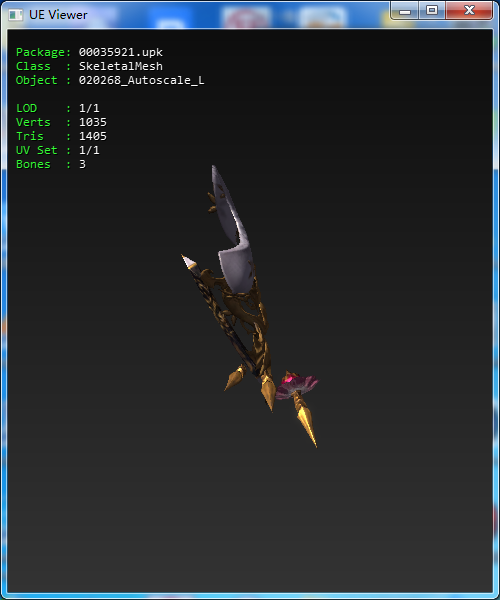 UE Viewer
Package: 00035921.upk
Class : SkeletalMesh
Object : 020268_Autoscale_L
LOD : 1/1
Verts : 1035
Tris : 1405
UV Set : 1/1
Bones : 3